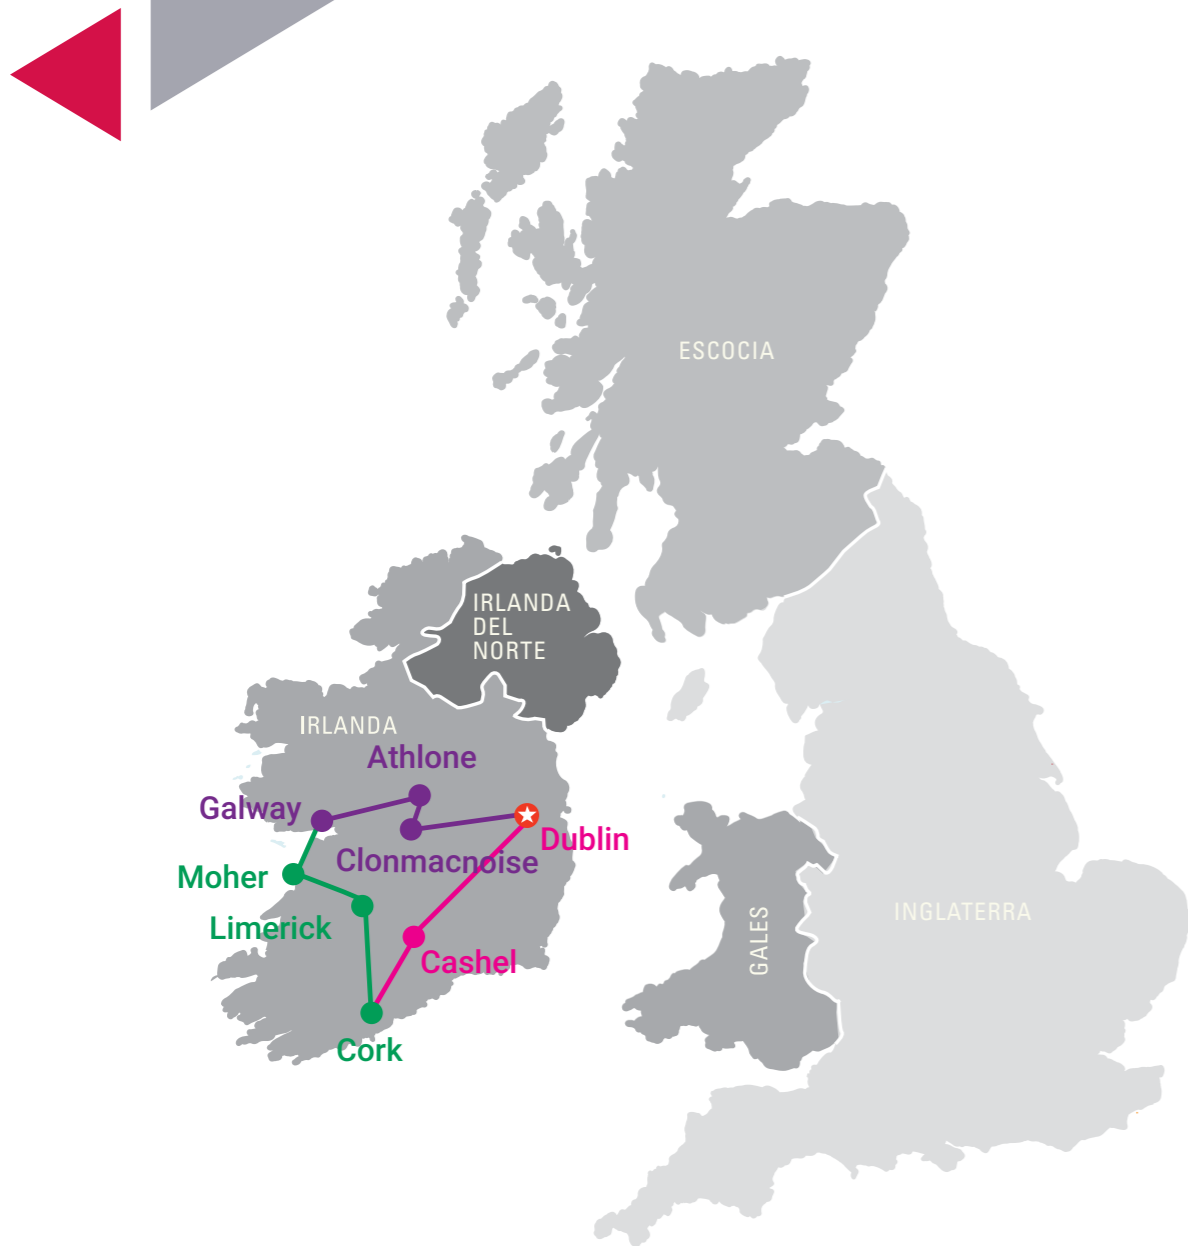 ESCOCIA
IRLANDA
DEL
NORTE
IRLANDA
Athlone
Galway
Dublin
Clonmacnoise
Moher
Limerick
INGLATERRA
GALES
Cashel
Cork